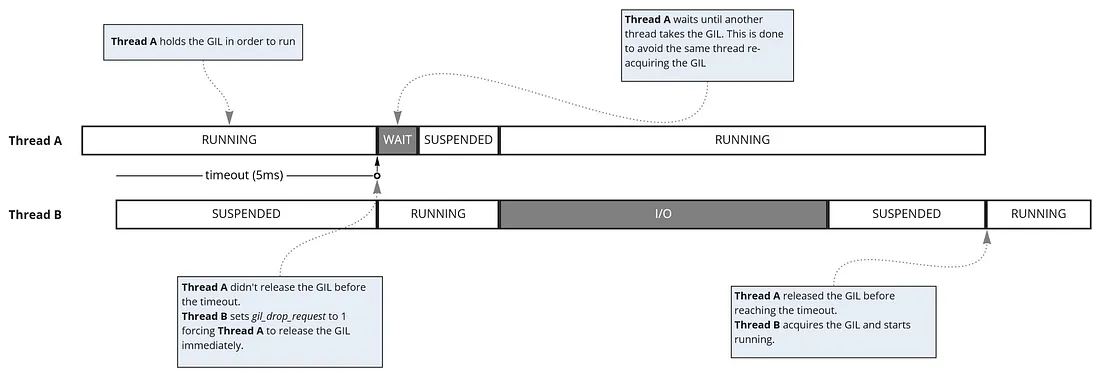 Thread A holds the GIL in order to run
Thread A waits until another
thread takes the GIL. This is done
to avoid the same thread re-
acquiring the GIL
Thread A
RUNNING
WAIT
SUSPENDED
RUNNING
timeout (5ms)
Thread B
SUSPENDED
RUNNING
I/O
SUSPENDED
RUNNING
Thread A didn't release the GIL before
the timeout.
Thread B sets gil_drop_request to 1
forcing Thread A to release the GIL
immediately.
Thread A released the GIL before
reaching the timeout.
Thread B acquires the GIL and starts
running.